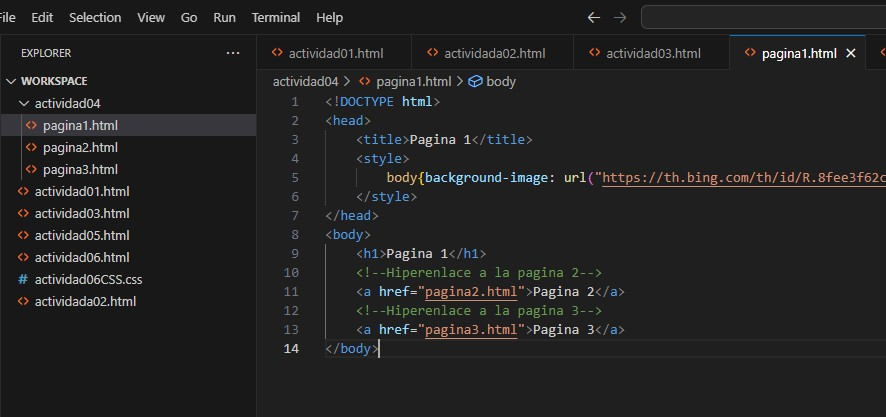 File Edit Selection View Go Run Terminal Help
EXPLORER ...
actividad01.html actividada02.html actividad03.html pagina1.html
WORKSPACE
actividad04
pagina1.html
pagina2.html
pagina3.html
actividad01.html
actividad03.html
actividad05.html
actividad06.html
# actividad06CSS.css
actividada02.html
actividad04 > <> pagina1.html > body
1 <!DOCTYPE html>
2 <head>
3 <title>Pagina 1</title>
4 <style>
5 body{background-image: url("https://th.bing.com/th/id/R.8fee3f62c
6 </style>
7 </head>
8 <body>
9 <h1>Pagina 1</h1>
10 <!--Hiperenlace a la pagina 2-->
11 <a href="pagina2.html">Pagina 2</a>
12 <!--Hiperenlace a la pagina 3-->
13 <a href="pagina3.html">Pagina 3</a>
14 </body>